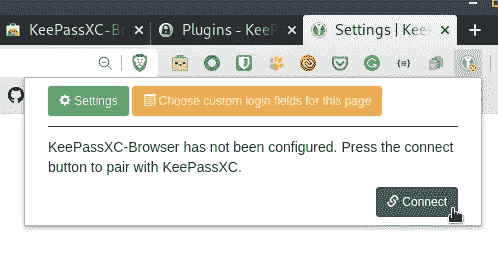 KeePassXC-B
Plugins - KeeP
Settings | Kee
Settings
Choose custom login fields for this page
KeePassXC-Browser has not been configured. Press the connect
button to pair with KeePassXC.
Connect